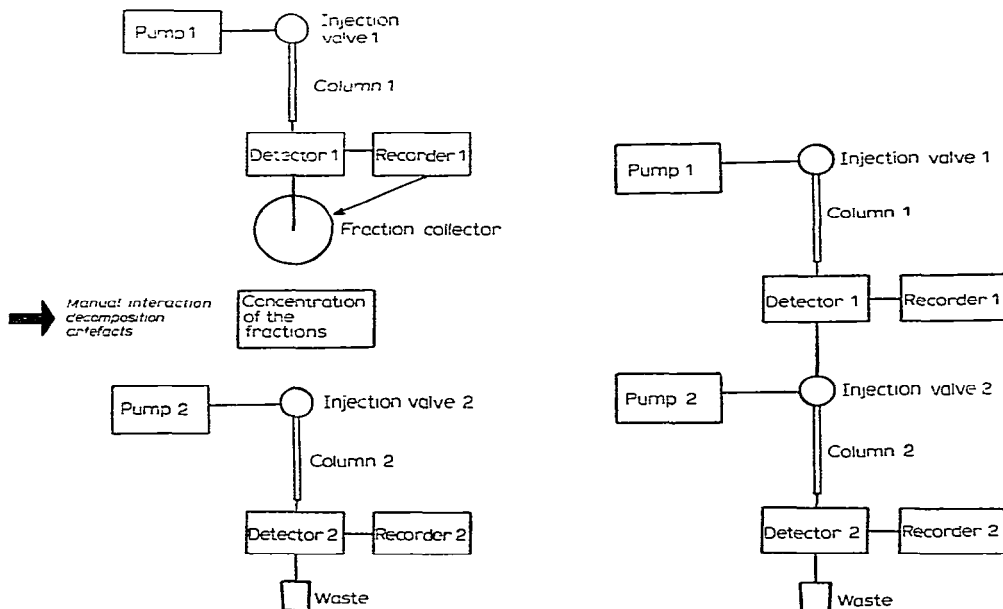 Pump 1
Injection
valve 1
Column 1
Detector 1
Recorder 1
Fraction collector
Manual interaction
decomposition
artefacts
Concentration
of the
fractions
Pump 2
Injection valve 2
Column 2
Detector 2
Recorder 2
Waste
Pump 1
Injection valve 1
Column 1
Detector 1
Recorder 1
Pump 2
Injection valve 2
Column 2
Detector 2
Recorder 2
Waste